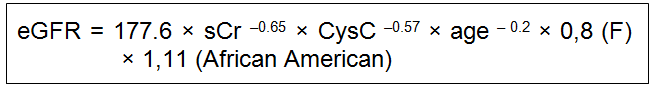 eGFR = 177.6 × sCr ⁻⁰·⁶⁵ × CysC ⁻⁰·⁵⁷ × age ⁻ ⁰·² × 0,8 (F)
× 1,11 (African American)